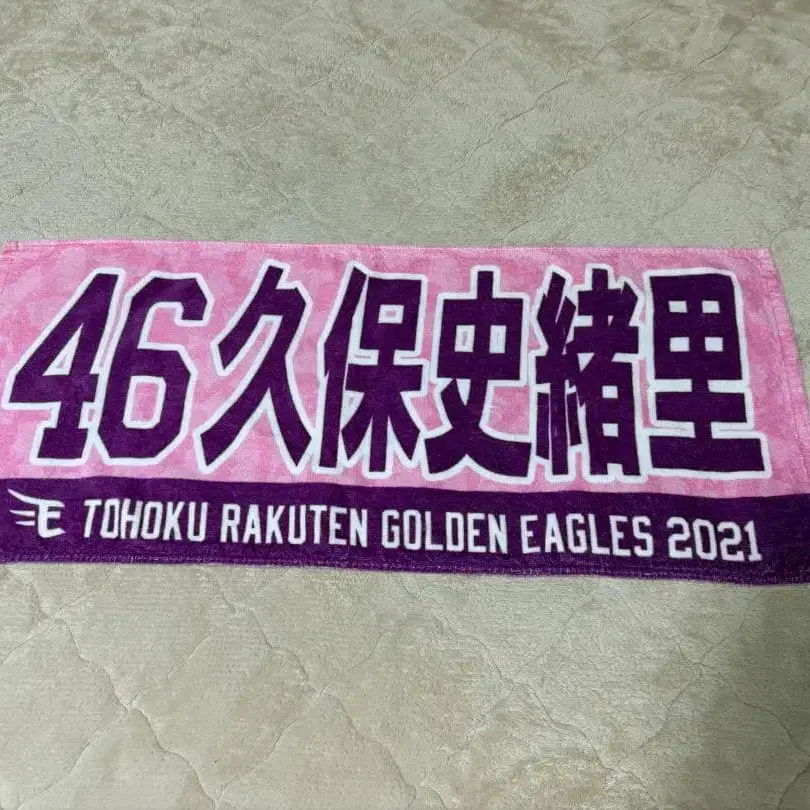 46久保史緒里
E TOHOKU RAKUTEN GOLDEN EAGLES 2021